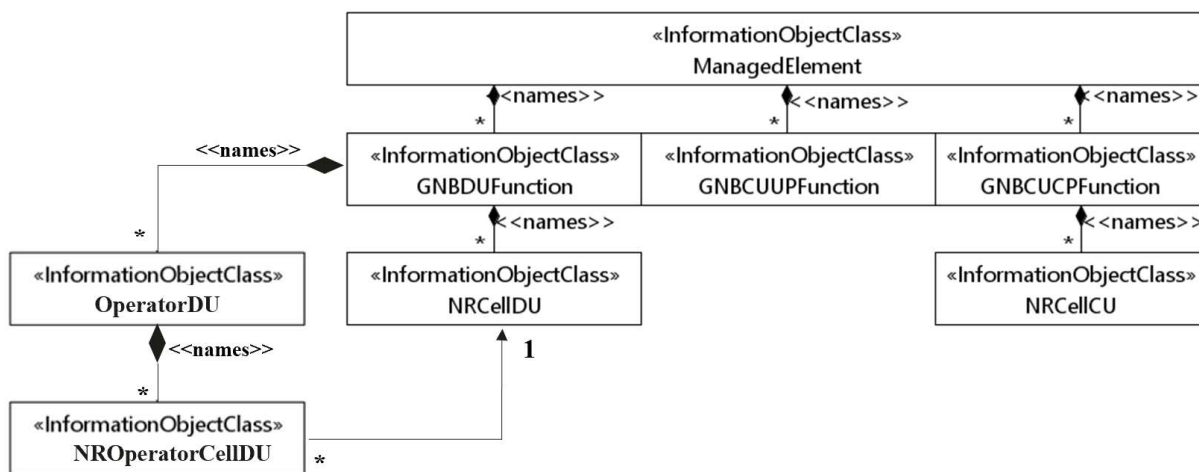 «InformationObjectClass»
ManagedElement
<<names>>
<<names>>
<<names>>
*
*
*
<<names>>
«InformationObjectClass»
GNBDUFunction
«InformationObjectClass»
GNBCUUPFunction
«InformationObjectClass»
GNBCUCPFunction
<<names>>
<<names>>
*
*
*
«InformationObjectClass»
OperatorDU
«InformationObjectClass»
NRCellDU
«InformationObjectClass»
NRCellCU
<<names>>
1
*
«InformationObjectClass»
NROperatorCellDU
*